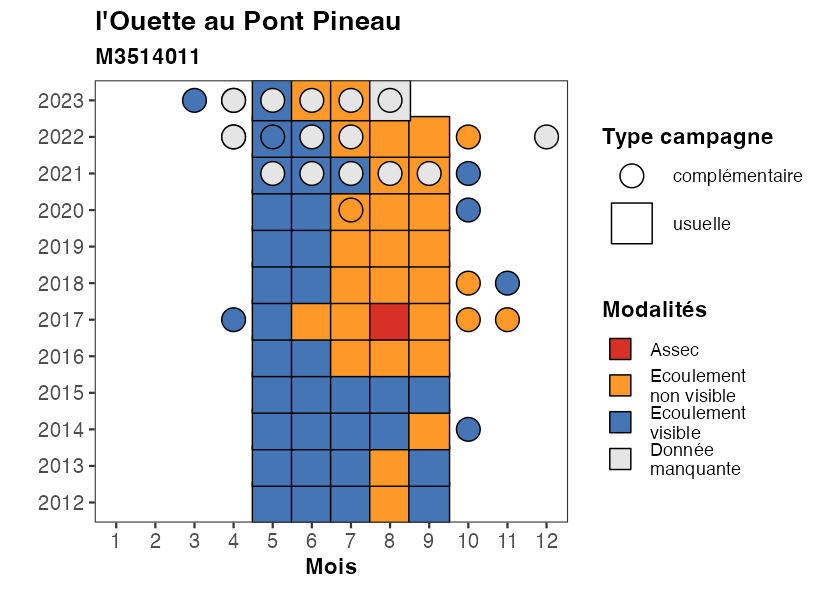 l'Ouette au Pont Pineau
M3514011
2023
2022
2021
2020
2019
2018
2017
2016
2015
2014
2013
2012
1 2 3 4 5 6 7 8 9 10 11 12
Mois
Type campagne
complémentaire
usuelle
Modalités
Assec
Ecoulement
non visible
Ecoulement
visible
Donnée
manquante